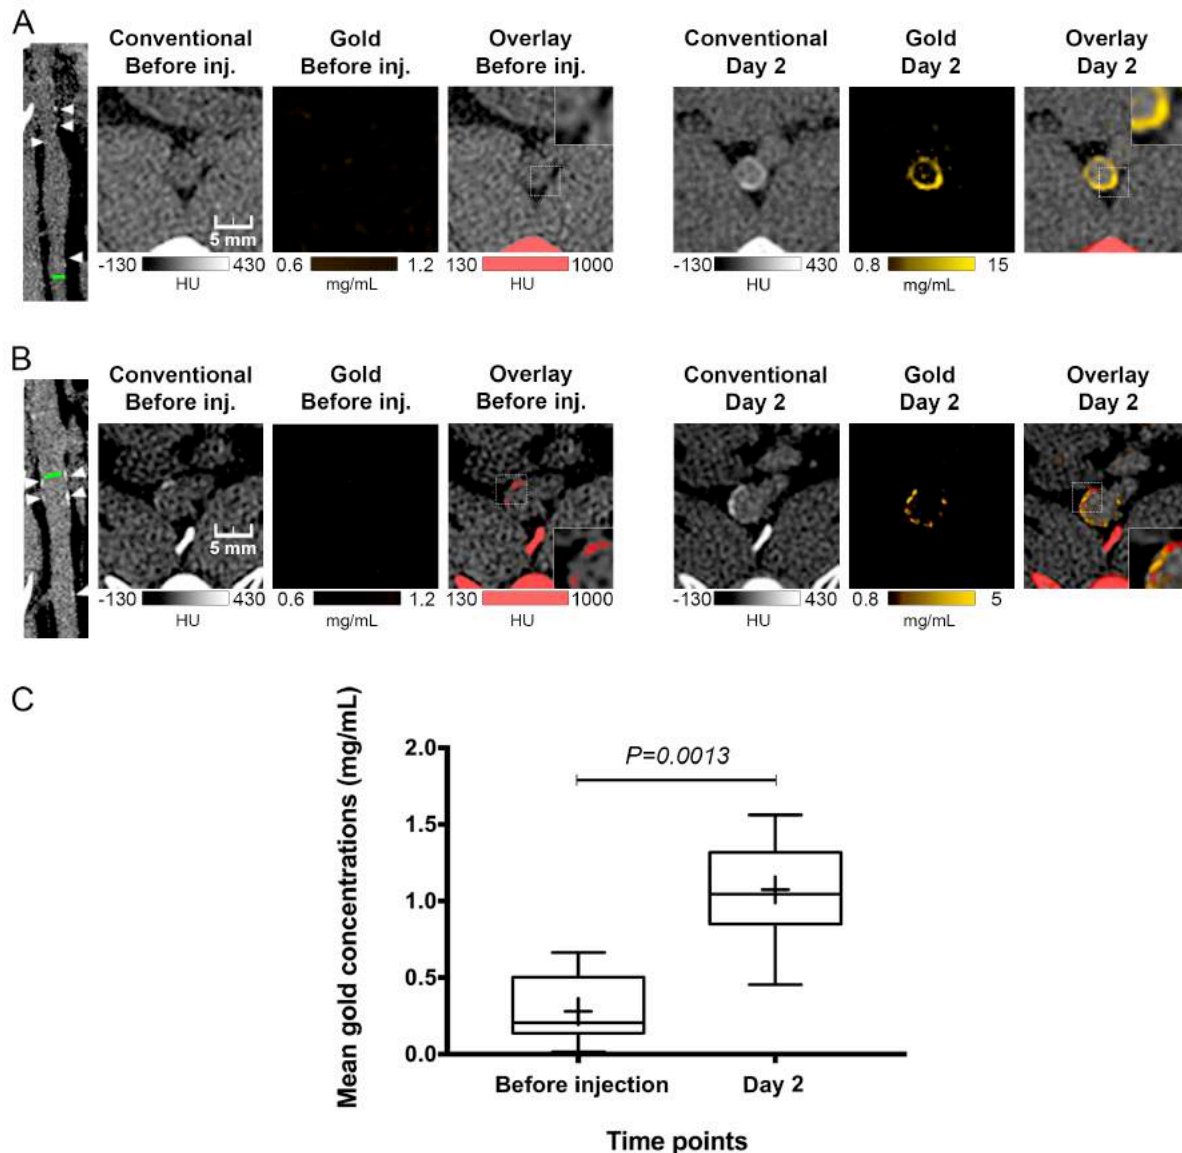 A
Conventional Before inj.
Gold Before inj.
Overlay Before inj.
Conventional Day 2
Gold Day 2
Overlay Day 2
5 mm
-130 430
HU
0.6 1.2
mg/mL
130 1000
HU
-130 430
HU
0.8 15
mg/mL
B
Conventional Before inj.
Gold Before inj.
Overlay Before inj.
Conventional Day 2
Gold Day 2
Overlay Day 2
5 mm
-130 430
HU
0.6 1.2
mg/mL
130 1000
HU
-130 430
HU
0.8 5
mg/mL
C
Mean gold concentrations (mg/mL)
2.0
1.5
1.0
0.5
0.0
P=0.0013
Before injection
Day 2
Time points